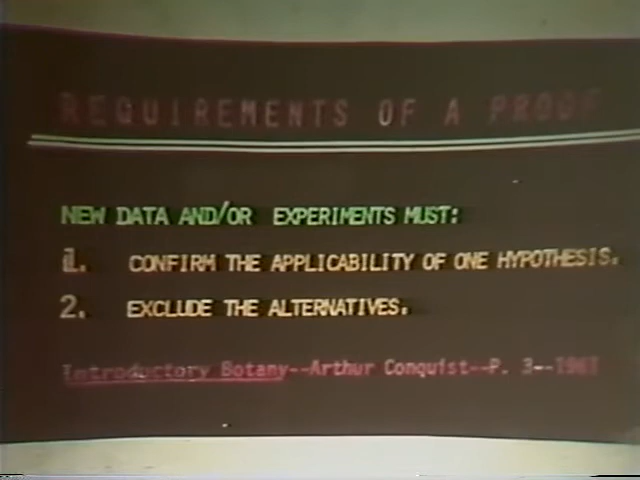 REQUIREMENTS OF A PROOF
NEW DATA AND/OR EXPERIMENTS MUST:
1. CONFIRM THE APPLICABILITY OF ONE HYPOTHESIS.
2. EXCLUDE THE ALTERNATIVES.
Introductory Botany--Arthur Conquist--P. 3--1961